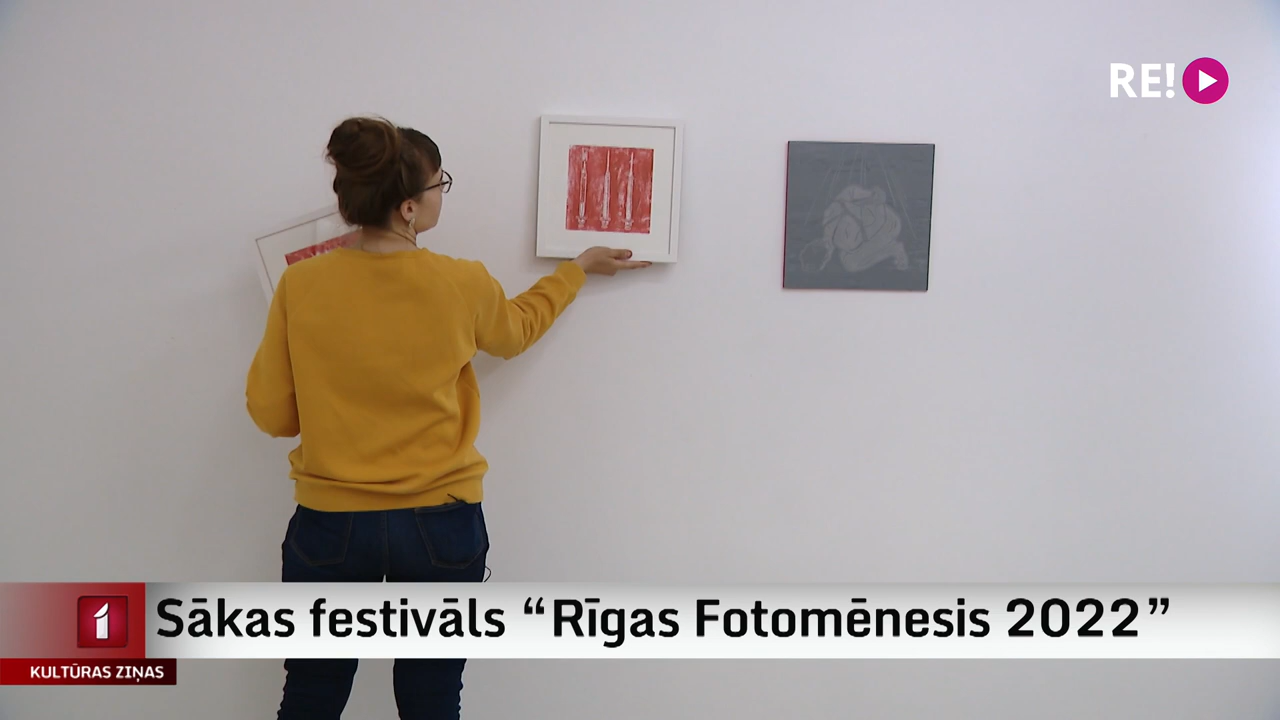 RE!
1 Sākas festivāls “Rīgas Fotomēnesis 2022”
KULTŪRAS ZIŅAS